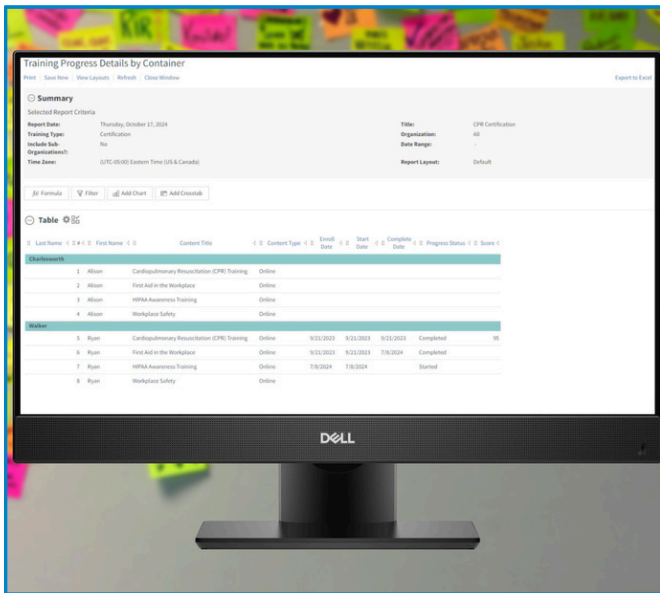 RIR
Training Progress Details by Container
Print Save New View Layouts Refresh Close Window Export to Excel
Summary
Selected Report Criteria
Report Date: Thursday, October 17, 2024 Title: CPR Certification
Training Type: Certification Organization: All
Include Sub-Organizations?: No Date Range: -
Time Zone: (UTC-05:00) Eastern Time (US & Canada) Report Layout: Default
Formula Filter Add Chart Add Crosstab
Table
Last Name # First Name Content Title Content Type Enroll Date Start Date Complete Date Progress Status Score
Charlesworth
1 Alison Cardiopulmonary Resuscitation (CPR) Training Online
2 Alison First Aid in the Workplace Online
3 Alison HIPAA Awareness Training Online
4 Alison Workplace Safety Online
Walker
5 Ryan Cardiopulmonary Resuscitation (CPR) Training Online 9/21/2023 9/21/2023 9/21/2023 Completed 95
6 Ryan First Aid in the Workplace Online 9/21/2023 9/21/2023 7/9/2024 Completed
7 Ryan HIPAA Awareness Training Online 7/9/2024 7/9/2024 Started
8 Ryan Workplace Safety Online
DELL